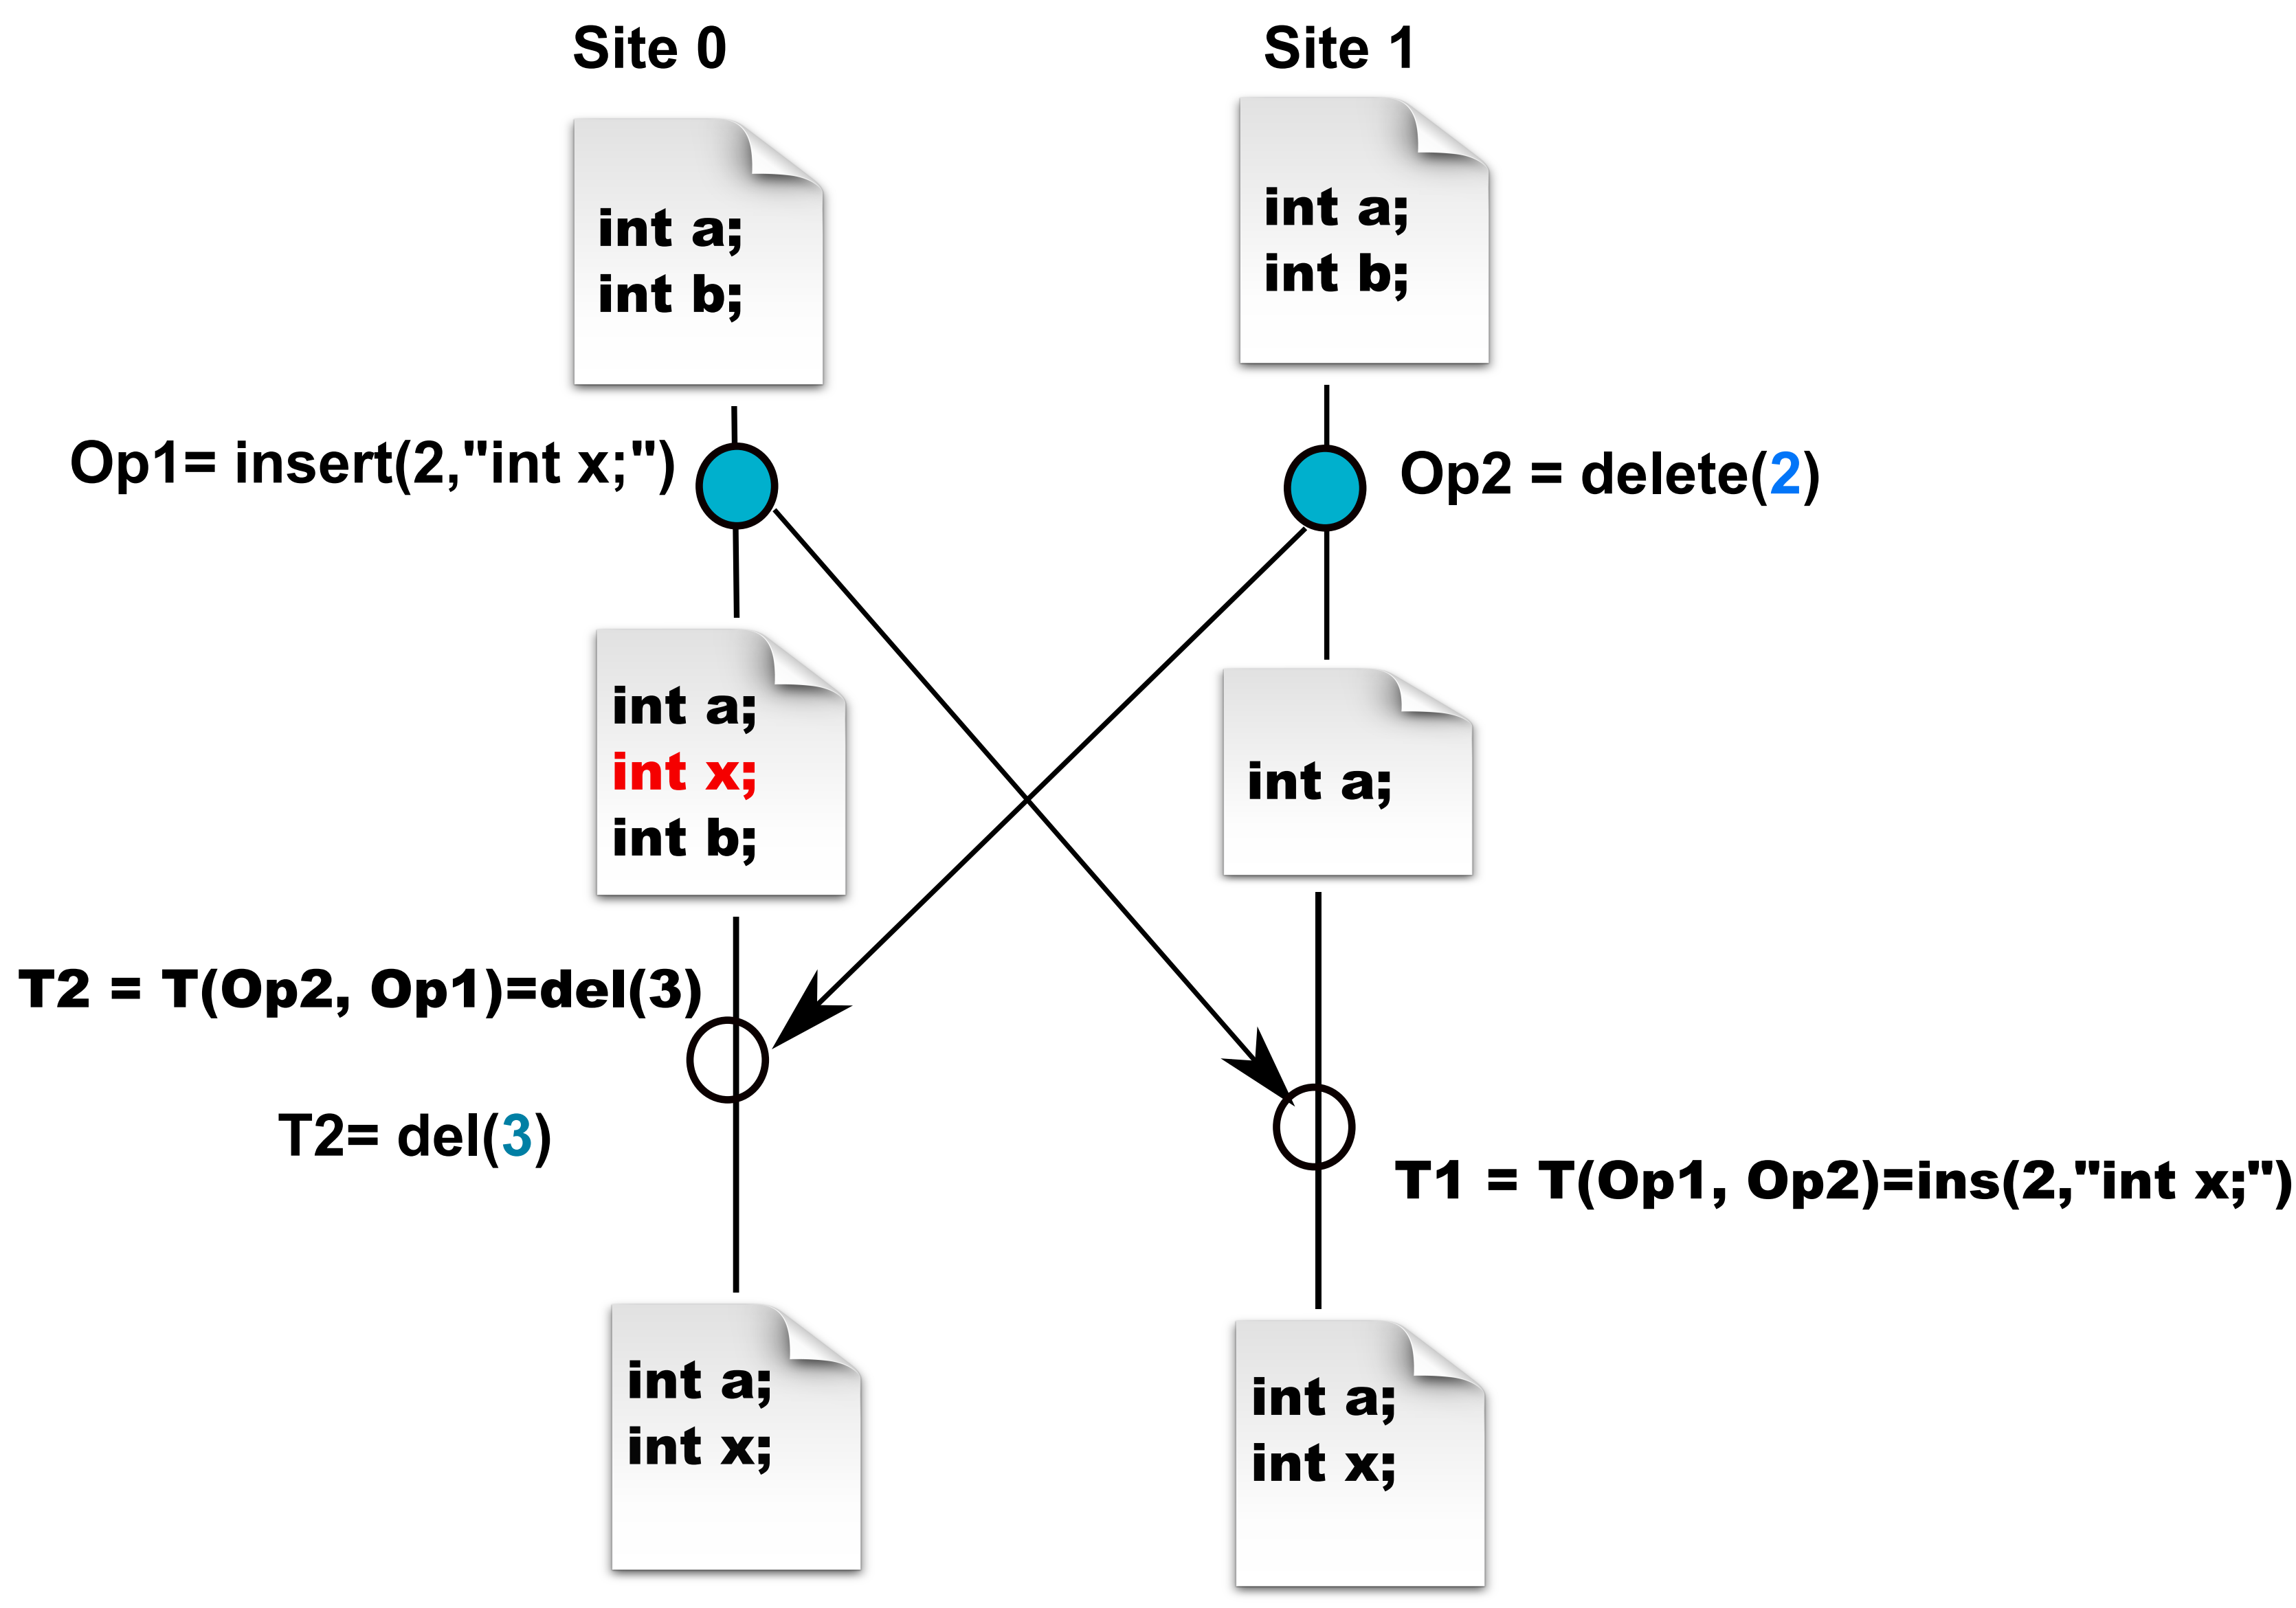 Site 0
Site 1
int a;
int b;
int a;
int b;
Op1= insert(2,"int x;")
Op2 = delete(2)
int a;
int x;
int b;
int a;
T2 = T(Op2, Op1)=del(3)
T2= del(3)
T1 = T(Op1, Op2)=ins(2,"int x;")
int a;
int x;
int a;
int x;